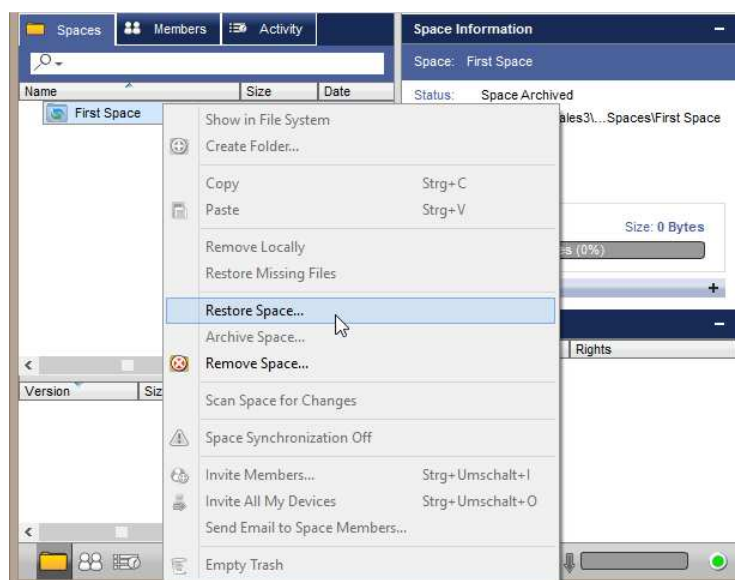 Spaces Members Activity
Space Information
Space: First Space
Name Size Date
Status: Space Archived
First Space
ales3\...Spaces\First Space
Show in File System
Create Folder...
Copy Strg+C
Paste Strg+V
Size: 0 Bytes
es (0%)
Remove Locally
Restore Missing Files
Restore Space...
Archive Space...
Remove Space...
Rights
Version Siz
Scan Space for Changes
Space Synchronization Off
Invite Members... Strg+Umschalt+I
Invite All My Devices Strg+Umschalt+O
Send Email to Space Members...
Empty Trash